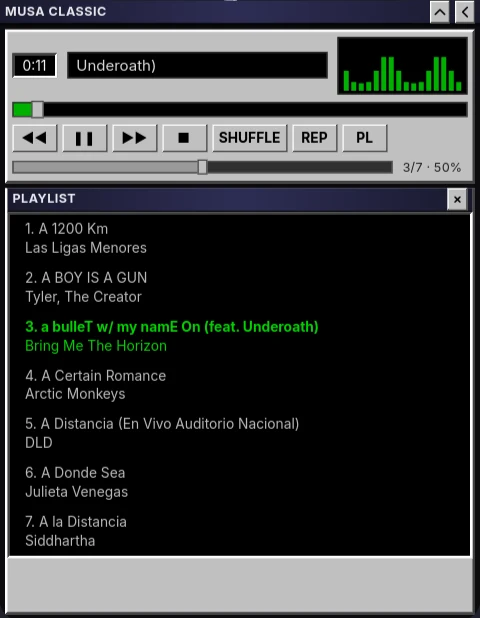 MUSA CLASSIC
0:11
Underoath)
SHUFFLE
REP
PL
3/7 · 50%
PLAYLIST
1. A 1200 Km
Las Ligas Menores
2. A BOY IS A GUN
Tyler, The Creator
3. a bulleT w/ my namE On (feat. Underoath)
Bring Me The Horizon
4. A Certain Romance
Arctic Monkeys
5. A Distancia (En Vivo Auditorio Nacional)
DLD
6. A Donde Sea
Julieta Venegas
7. A la Distancia
Siddhartha